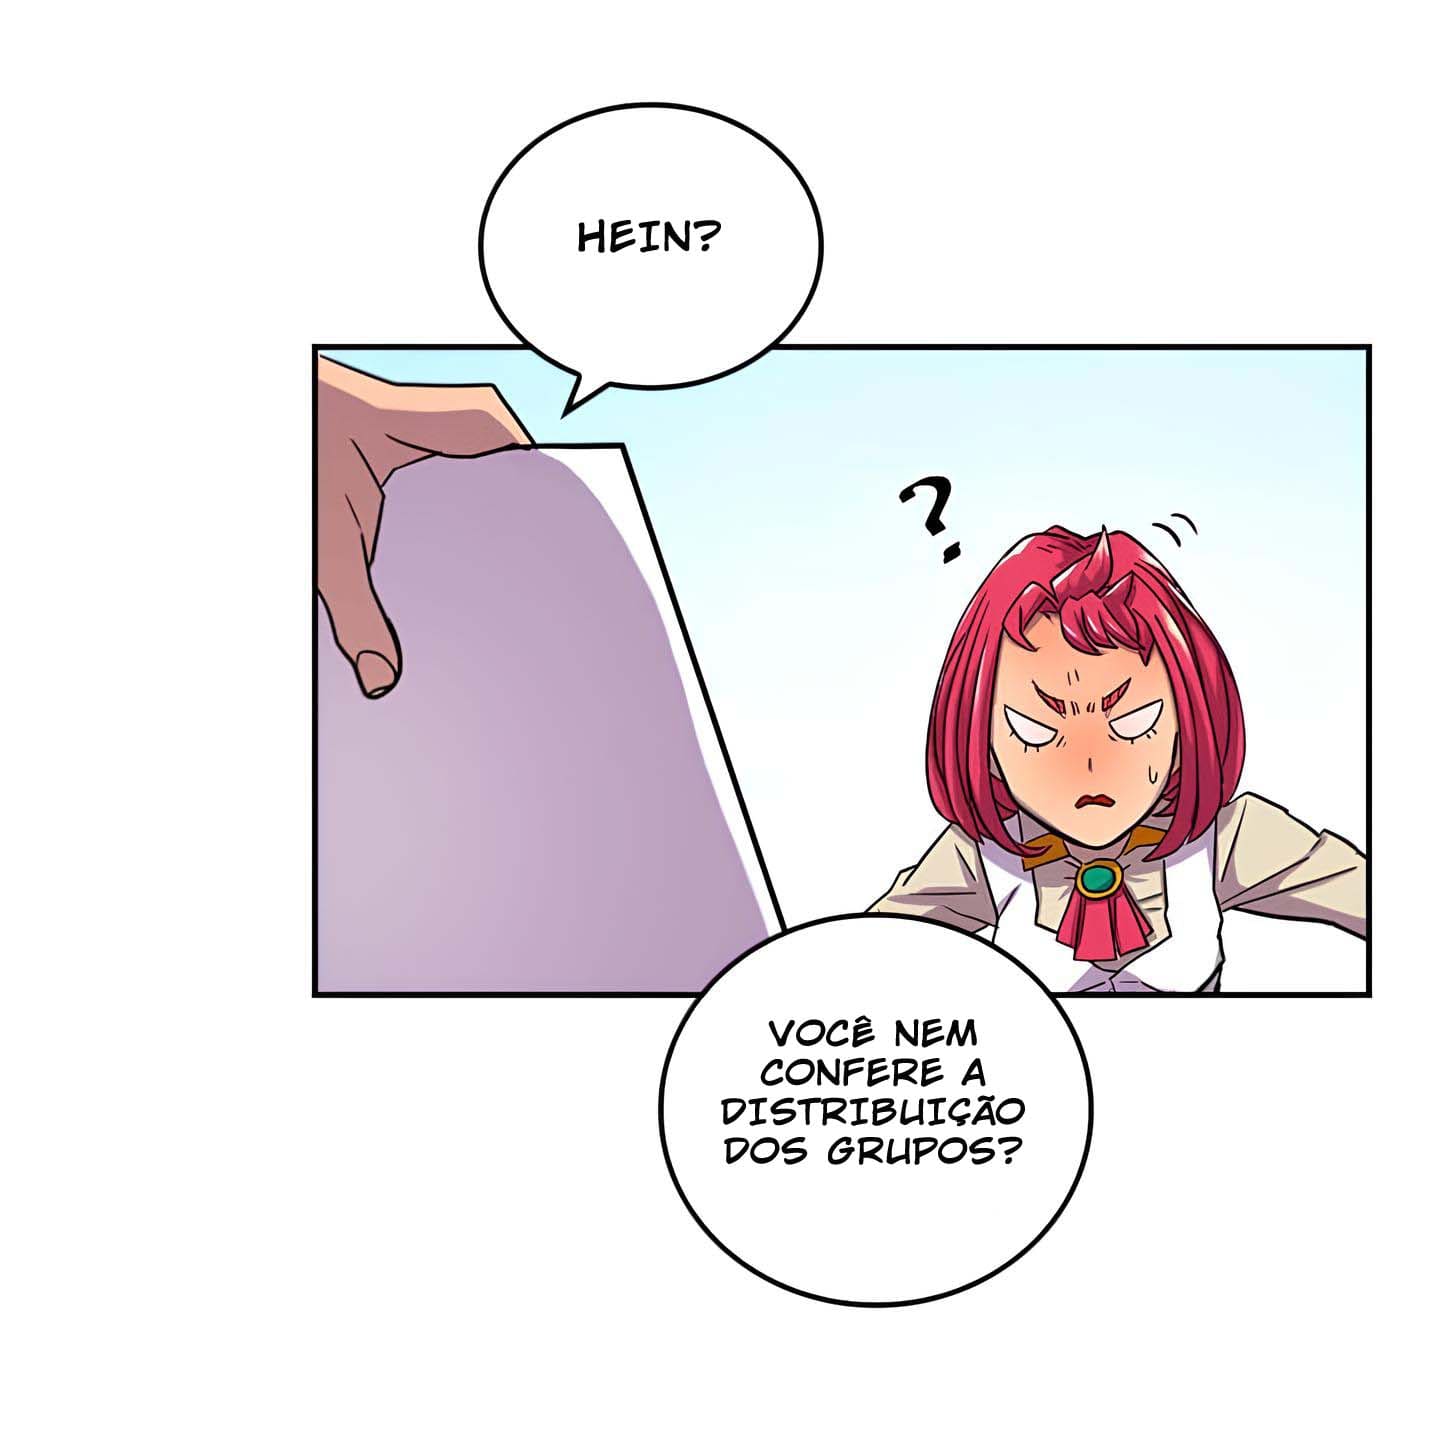 HEIN?
?
VOCÊ NEM
CONFERE A
DISTRIBUIÇÃO
DOS GRUPOS?